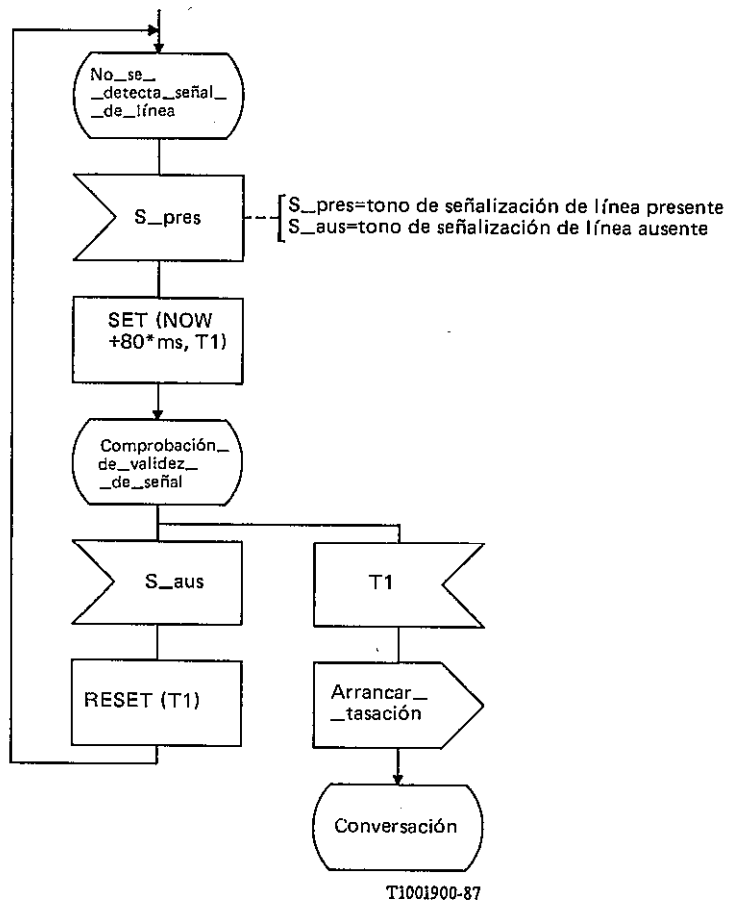 No_se_
_detecta_señal_
_de_línea
S_pres
S_pres=tono de señalización de línea presente
S_aus=tono de señalización de línea ausente
SET (NOW
+80*ms, T1)
Comprobación_
de_validez_
_de_señal
S_aus
T1
RESET (T1)
Arrancar_
_tasación
Conversación
T1001900-87